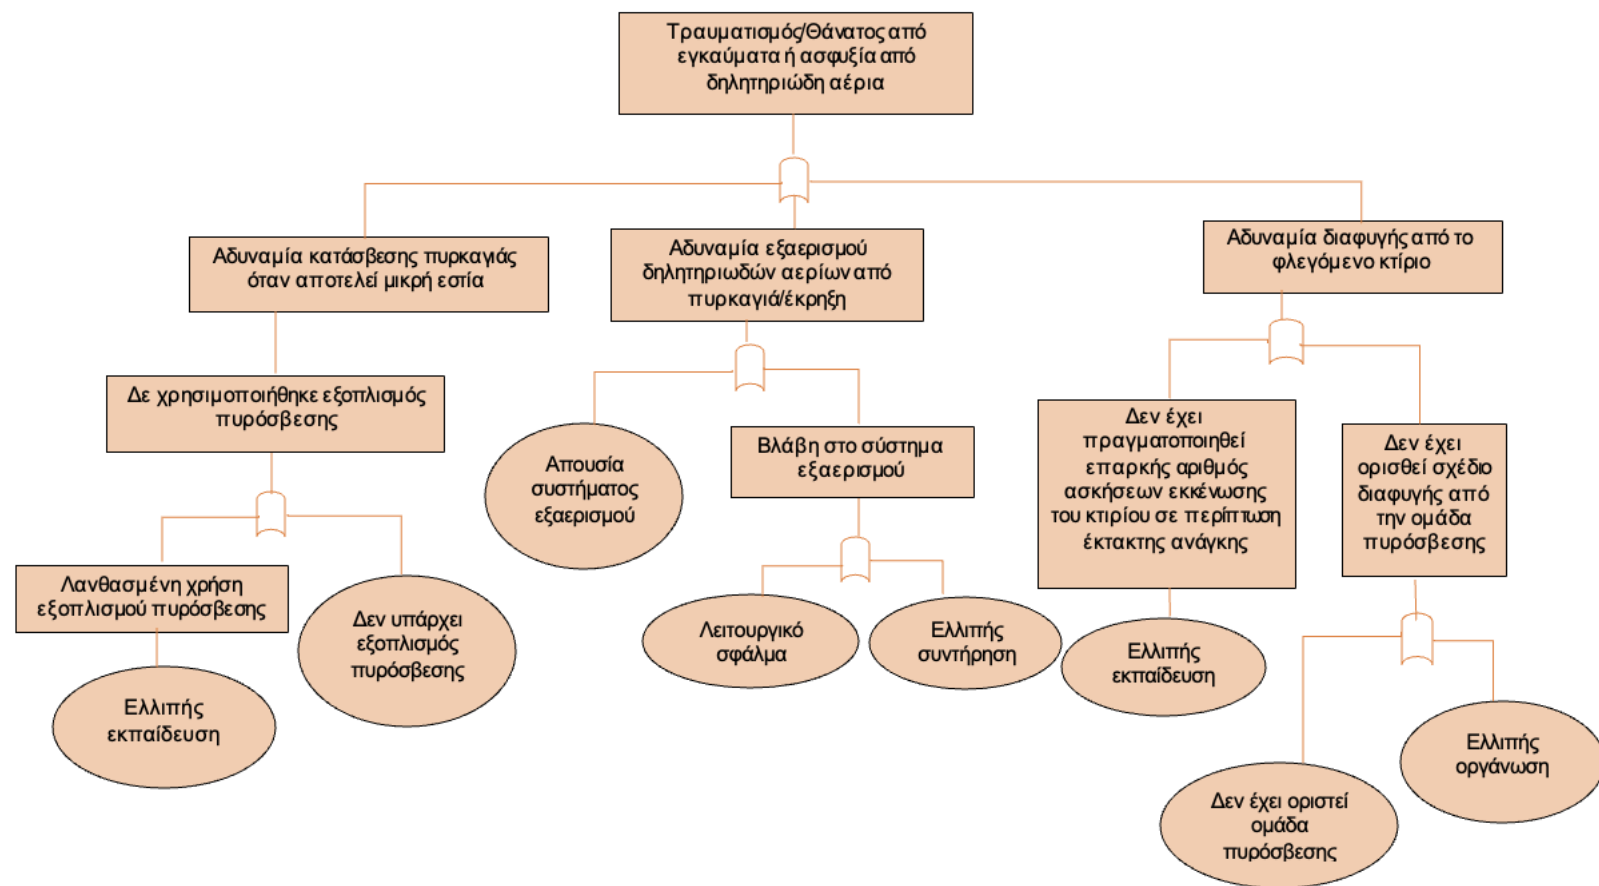 Τραυματισμός/Θάνατος από
εγκαύματα ή ασφυξία από
δηλητηριώδη αέρια
Αδυναμία κατάσβεσης πυρκαγιάς
όταν αποτελεί μικρή εστία
Αδυναμία εξαερισμού
δηλητηριωδών αερίων από
πυρκαγιά/έκρηξη
Αδυναμία διαφυγής από το
φλεγόμενο κτίριο
Δε χρησιμοποιήθηκε εξοπλισμός
πυρόσβεσης
Απουσία
συστήματος
εξαερισμού
Βλάβη στο σύστημα
εξαερισμού
Δεν έχει
πραγματοποιηθεί
επαρκής αριθμός
ασκήσεων εκκένωσης
του κτιρίου σε περίπτωση
έκτακτης ανάγκης
Δεν έχει
ορισθεί σχέδιο
διαφυγής από
την ομάδα
πυρόσβεσης
Λανθασμένη χρήση
εξοπλισμού πυρόσβεσης
Δεν υπάρχει
εξοπλισμός
πυρόσβεσης
Λειτουργικό
σφάλμα
Ελλιπής
συντήρηση
Ελλιπής
εκπαίδευση
Ελλιπής
εκπαίδευση
Δεν έχει οριστεί
ομάδα
πυρόσβεσης
Ελλιπής
οργάνωση